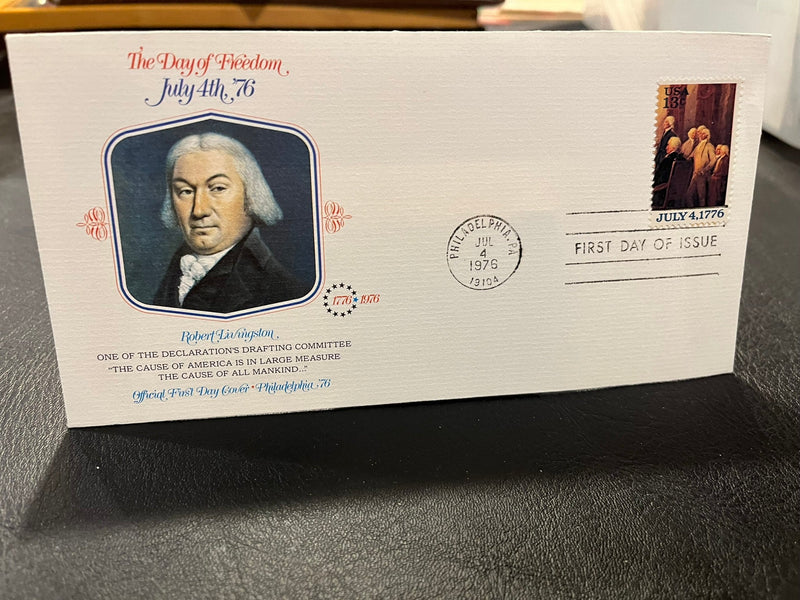 The Day of Freedom
July 4th, '76
USA
13c
JULY 4, 1776
PHILADELPHIA, PA
JUL
4
1976
19104
FIRST DAY OF ISSUE
1776 ★ 1976
Robert Livingston
ONE OF THE DECLARATION'S DRAFTING COMMITTEE
"THE CAUSE OF AMERICA IS IN LARGE MEASURE
THE CAUSE OF ALL MANKIND..."
Official First Day Cover · Philadelphia '76